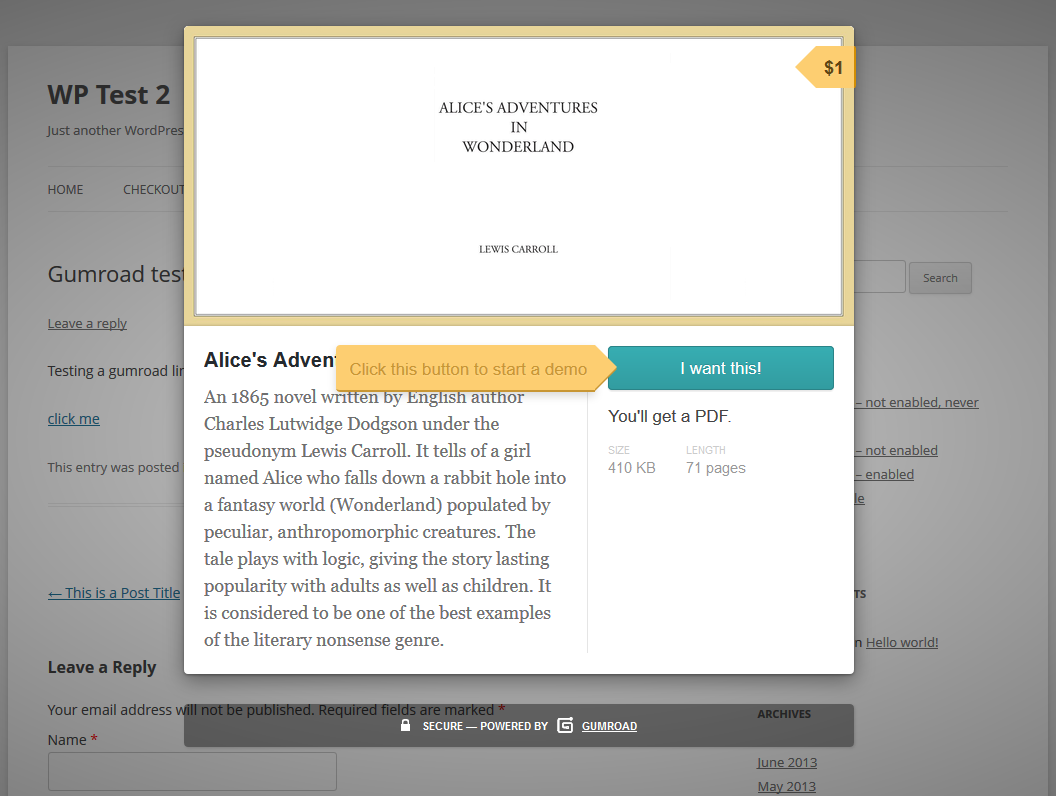 WP Test 2
Just another WordPres
HOME CHECKOUT
Gumroad test
Leave a reply
Testing a gumroad lin
click me
This entry was posted
← This is a Post Title
Leave a Reply
Your email address will not be published. Required fields are marked *
Name *
$1
ALICE'S ADVENTURES
IN
WONDERLAND
LEWIS CARROLL
Alice's Advent
Click this button to start a demo
I want this!
An 1865 novel written by English author
Charles Lutwidge Dodgson under the
pseudonym Lewis Carroll. It tells of a girl
named Alice who falls down a rabbit hole into
a fantasy world (Wonderland) populated by
peculiar, anthropomorphic creatures. The
tale plays with logic, giving the story lasting
popularity with adults as well as children. It
is considered to be one of the best examples
of the literary nonsense genre.
You'll get a PDF.
SIZE LENGTH
410 KB 71 pages
SECURE — POWERED BY GUMROAD
Search
– not enabled, never
– not enabled
– enabled
le
TS
n Hello world!
ARCHIVES
June 2013
May 2013